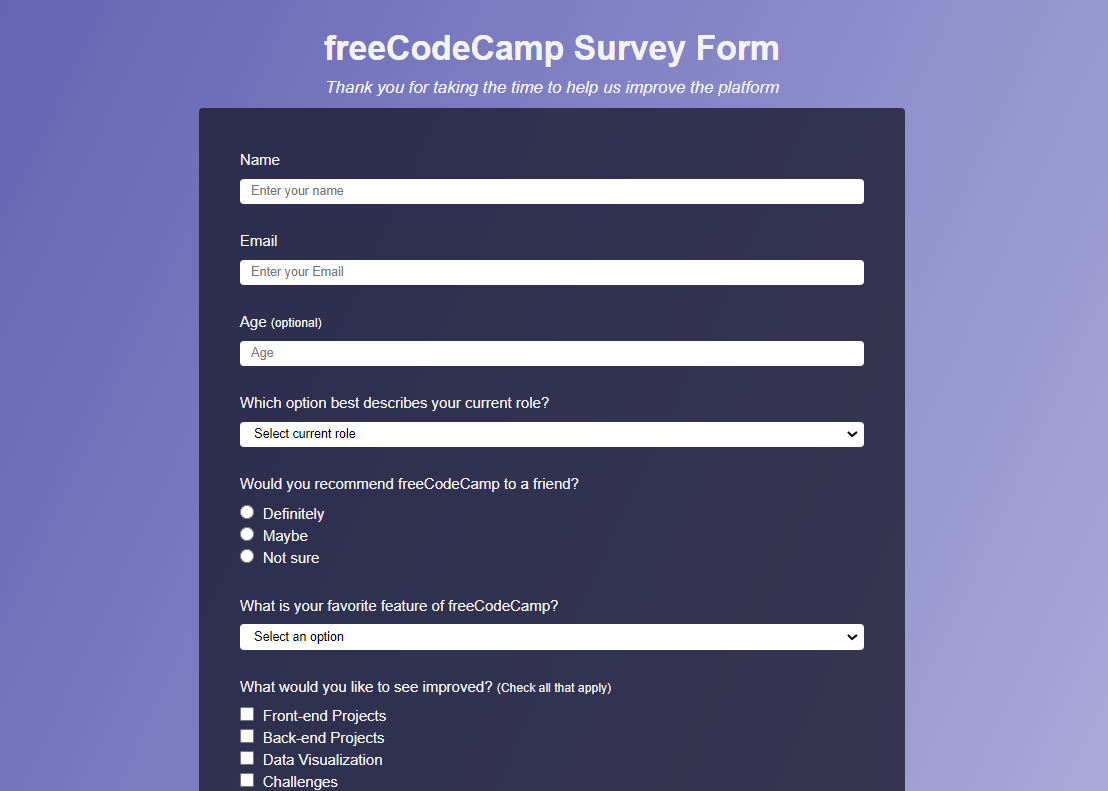 freeCodeCamp Survey Form
Thank you for taking the time to help us improve the platform
Name
Enter your name
Email
Enter your Email
Age (optional)
Age
Which option best describes your current role?
Select current role
Would you recommend freeCodeCamp to a friend?
Definitely
Maybe
Not sure
What is your favorite feature of freeCodeCamp?
Select an option
What would you like to see improved? (Check all that apply)
Front-end Projects
Back-end Projects
Data Visualization
Challenges